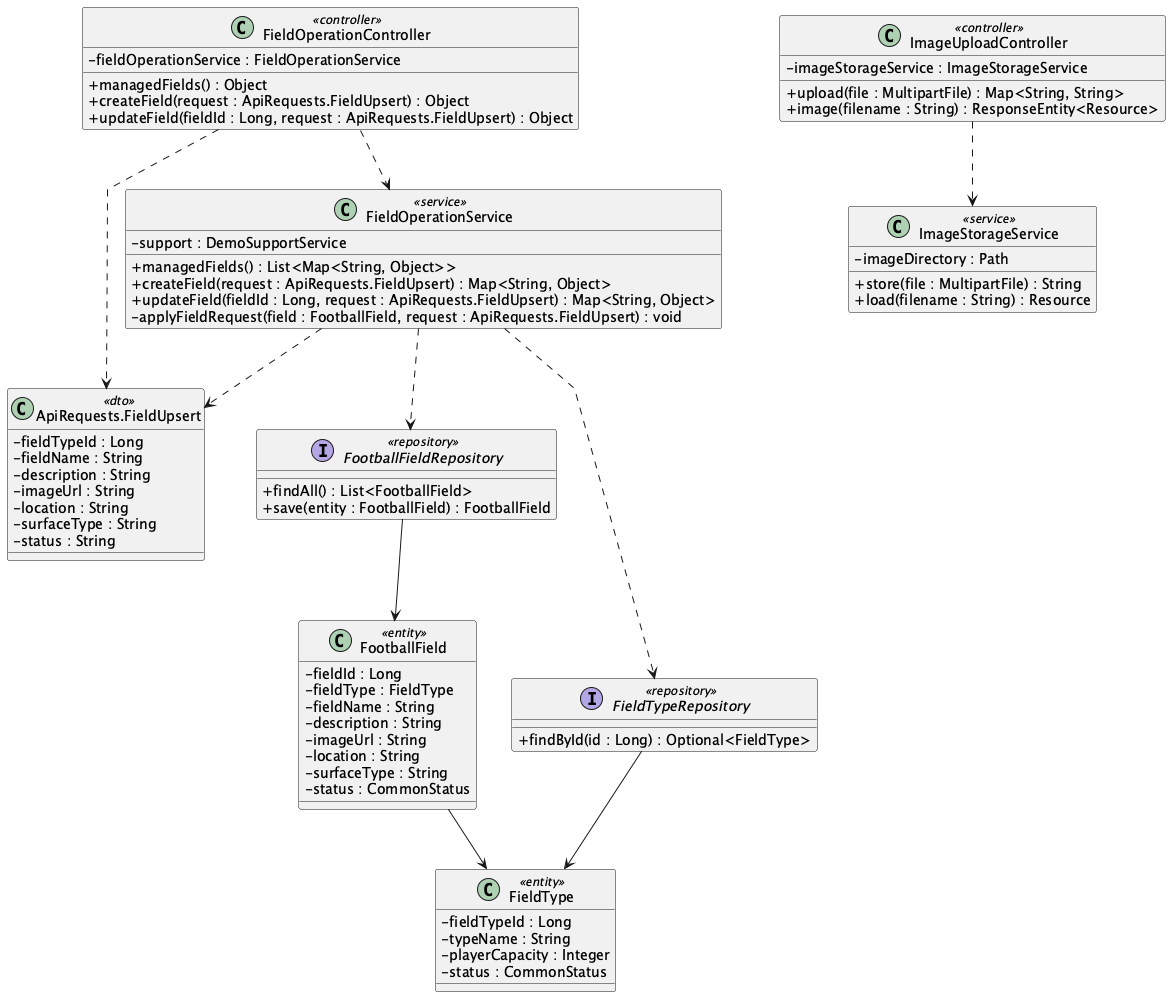 «controller»
C FieldOperationController
-fieldOperationService : FieldOperationService
+managedFields() : Object
+createField(request : ApiRequests.FieldUpsert) : Object
+updateField(fieldId : Long, request : ApiRequests.FieldUpsert) : Object
«controller»
C ImageUploadController
-imageStorageService : ImageStorageService
+upload(file : MultipartFile) : Map<String, String>
+image(filename : String) : ResponseEntity<Resource>
«service»
C FieldOperationService
-support : DemoSupportService
+managedFields() : List<Map<String, Object>>
+createField(request : ApiRequests.FieldUpsert) : Map<String, Object>
+updateField(fieldId : Long, request : ApiRequests.FieldUpsert) : Map<String, Object>
-applyFieldRequest(field : FootballField, request : ApiRequests.FieldUpsert) : void
«service»
C ImageStorageService
-imageDirectory : Path
+store(file : MultipartFile) : String
+load(filename : String) : Resource
«dto»
C ApiRequests.FieldUpsert
-fieldTypeId : Long
-fieldName : String
-description : String
-imageUrl : String
-location : String
-surfaceType : String
-status : String
«repository»
I FootballFieldRepository
+findAll() : List<FootballField>
+save(entity : FootballField) : FootballField
«entity»
C FootballField
-fieldId : Long
-fieldType : FieldType
-fieldName : String
-description : String
-imageUrl : String
-location : String
-surfaceType : String
-status : CommonStatus
«repository»
I FieldTypeRepository
+findById(id : Long) : Optional<FieldType>
«entity»
C FieldType
-fieldTypeId : Long
-typeName : String
-playerCapacity : Integer
-status : CommonStatus